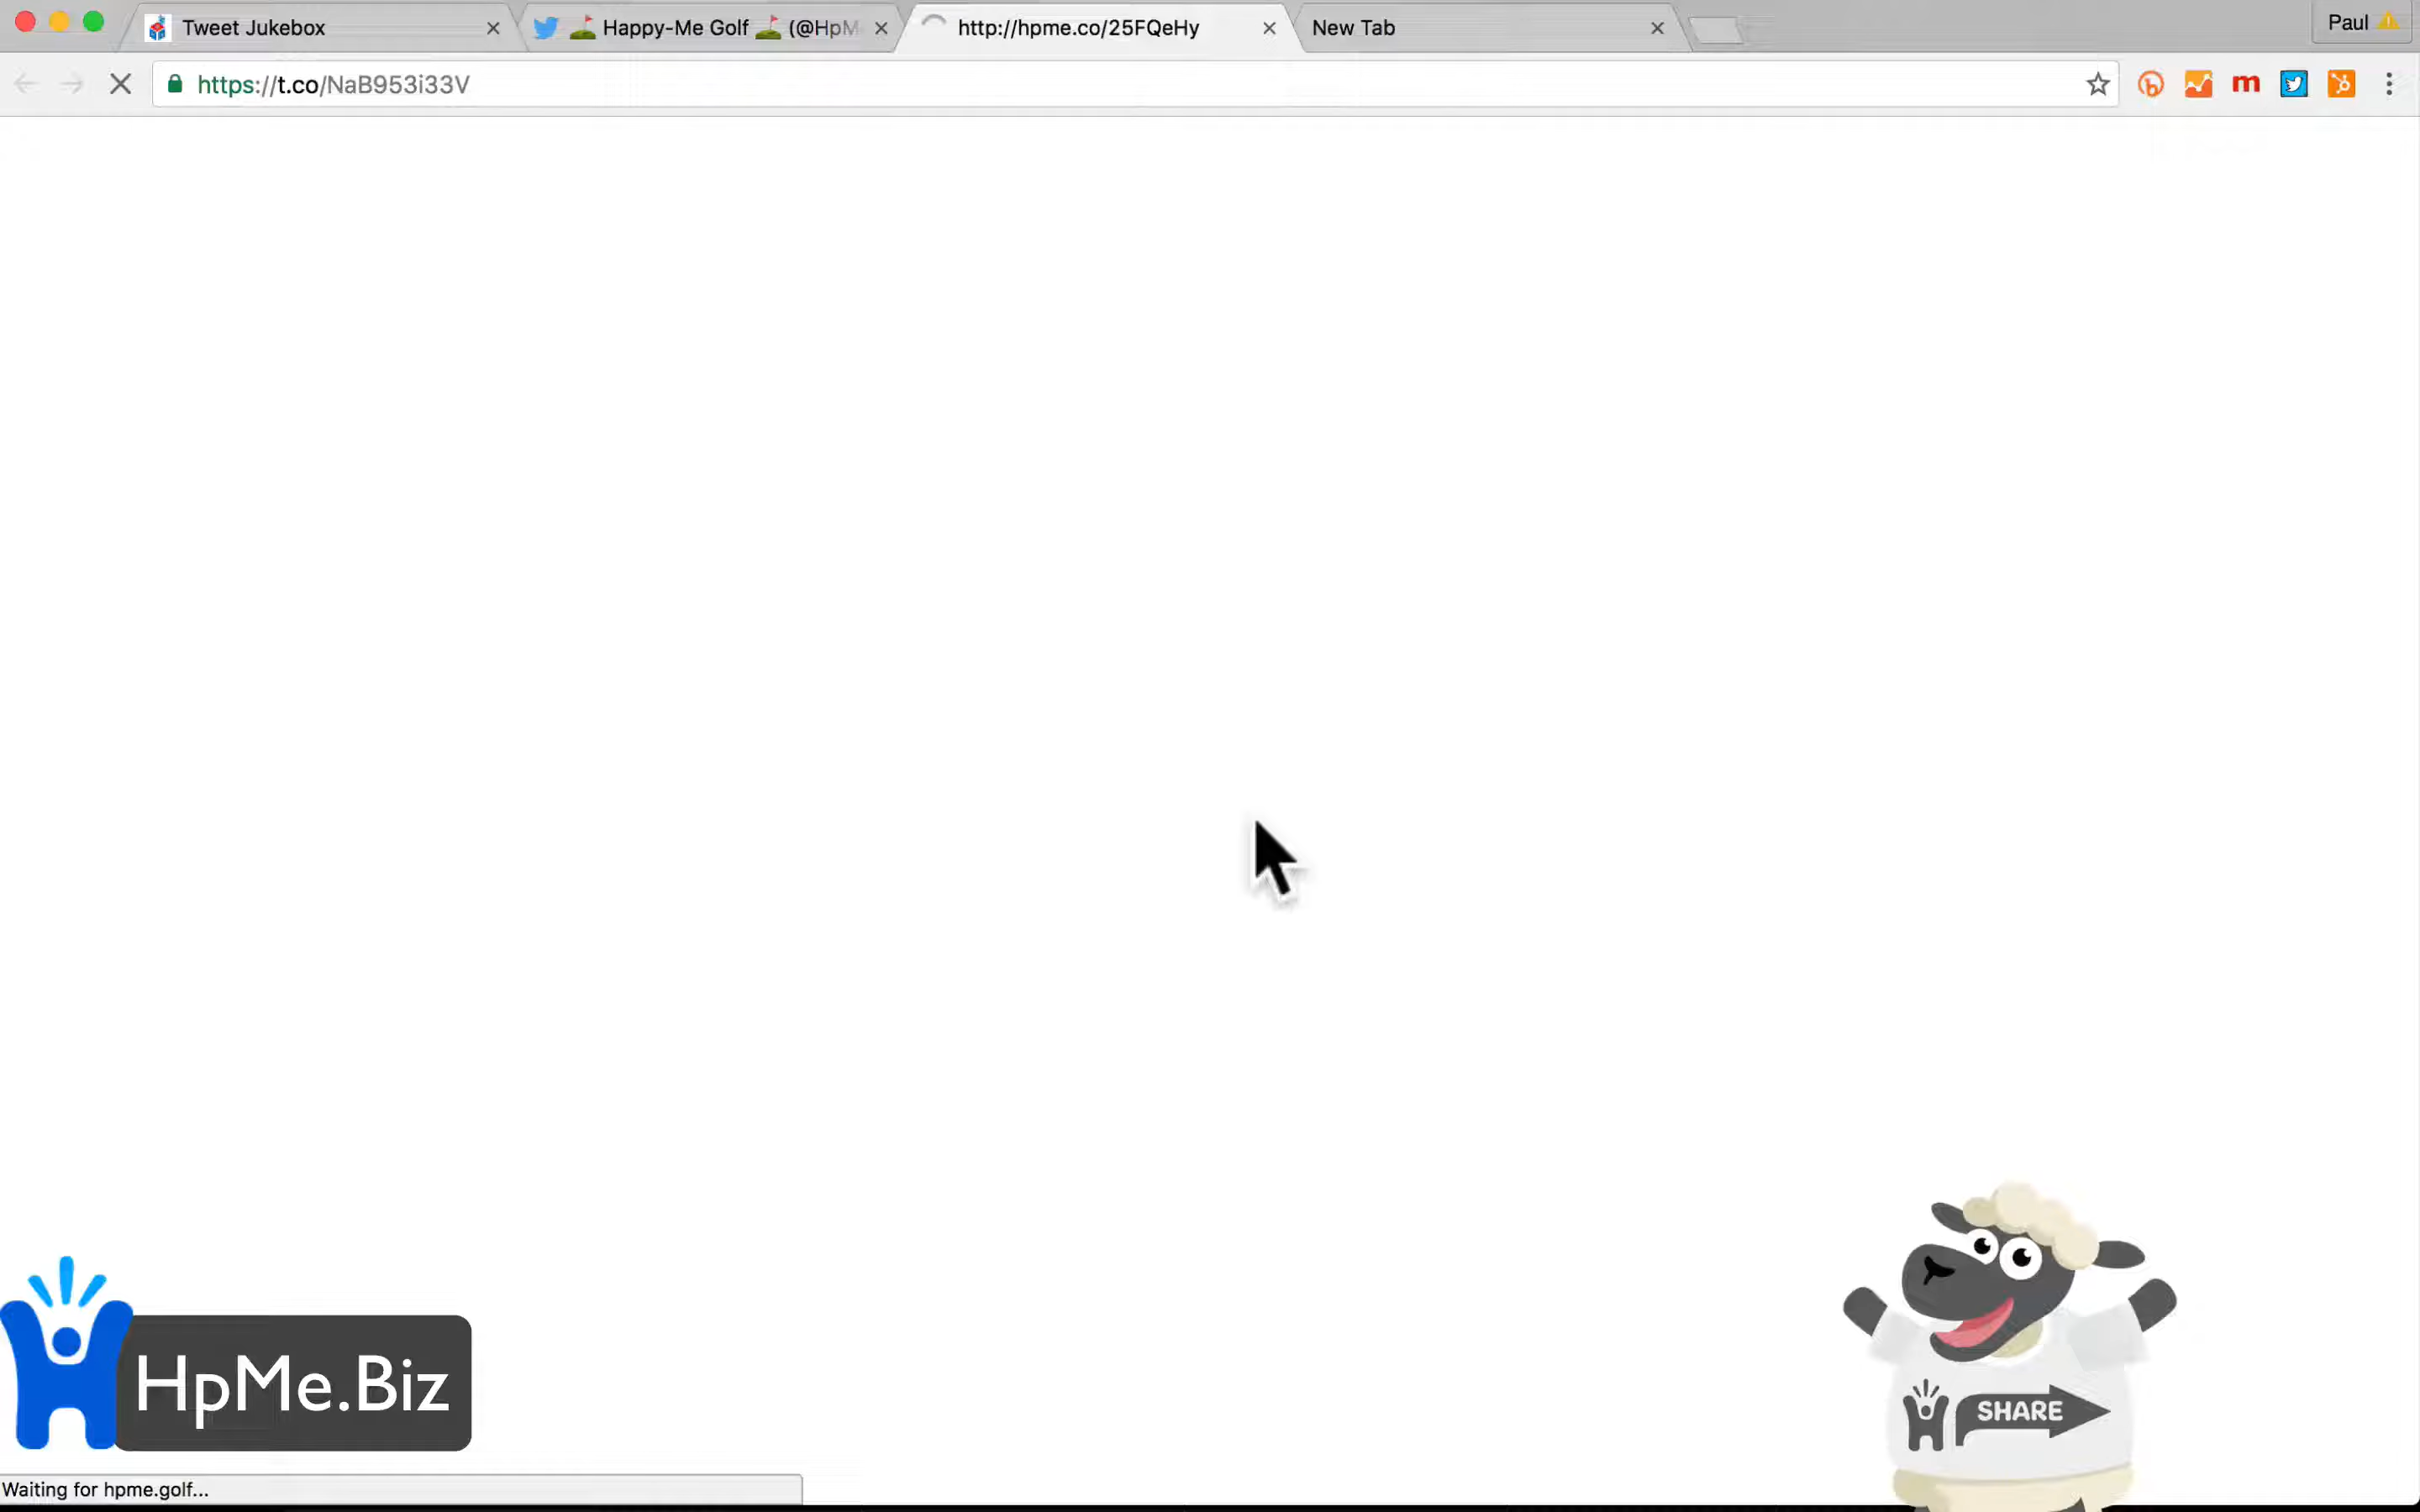 Tweet Jukebox
Happy-Me Golf (@HpM
http://hpme.co/25FQeHy
New Tab
Paul
https://t.co/NaB953i33V
HpMe.Biz
SHARE
Waiting for hpme.golf...